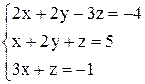 2x + 2y – 3z = –4
x + 2y + z = 5
3x + z = –1